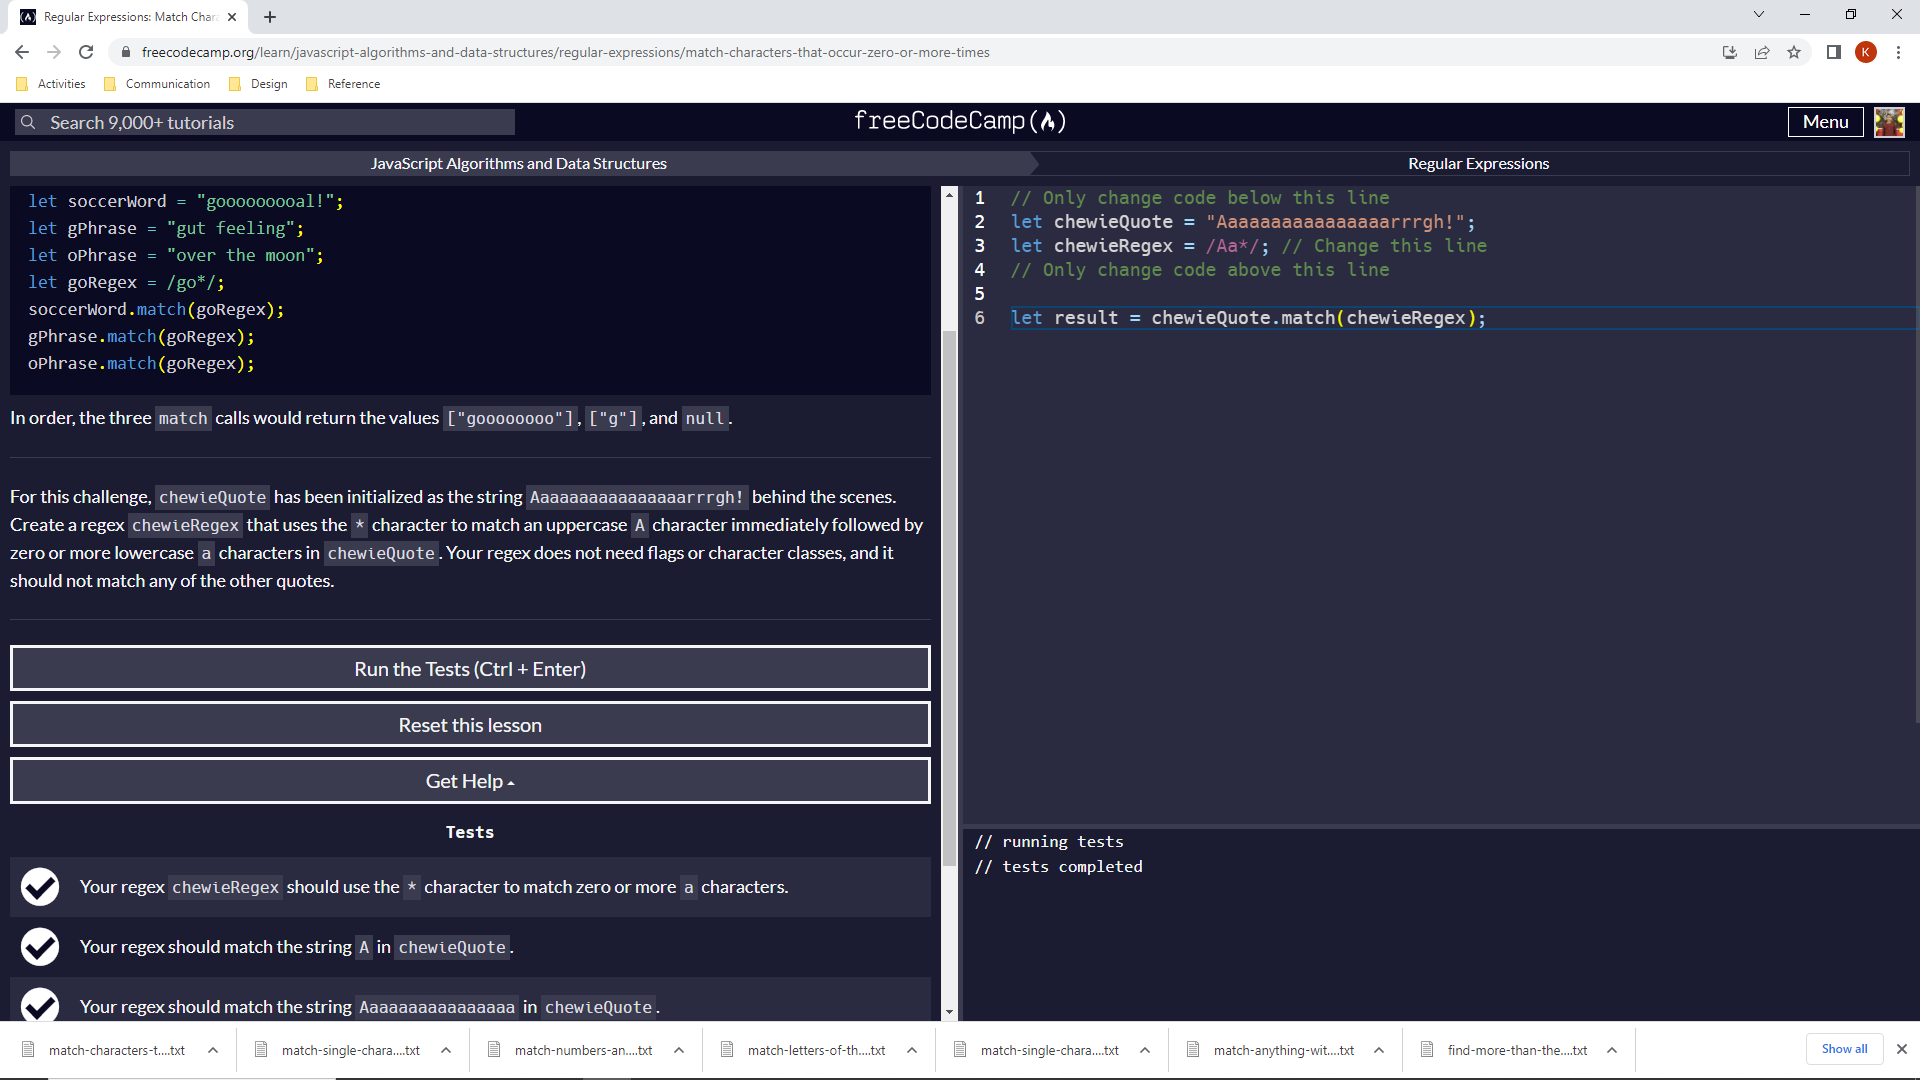 Regular Expressions: Match Char
freecodecamp.org/learn/javascript-algorithms-and-data-structures/regular-expressions/match-characters-that-occur-zero-or-more-times
K
Activities Communication Design Reference
Search 9,000+ tutorials
freeCodeCamp
Menu
JavaScript Algorithms and Data Structures
Regular Expressions
let soccerWord = "gooooooooal!";
let gPhrase = "gut feeling";
let oPhrase = "over the moon";
let goRegex = /go*/;
soccerWord.match(goRegex);
gPhrase.match(goRegex);
oPhrase.match(goRegex);
In order, the three match calls would return the values ["goooooooo"], ["g"], and null.
For this challenge, chewieQuote has been initialized as the string Aaaaaaaaaaaaaaaarrrgh! behind the scenes.
Create a regex chewieRegex that uses the * character to match an uppercase A character immediately followed by
zero or more lowercase a characters in chewieQuote. Your regex does not need flags or character classes, and it
should not match any of the other quotes.
Run the Tests (Ctrl + Enter)
Reset this lesson
Get Help
Tests
Your regex chewieRegex should use the * character to match zero or more a characters.
Your regex should match the string A in chewieQuote.
Your regex should match the string Aaaaaaaaaaaaaaaa in chewieQuote.
1 // Only change code below this line
2 let chewieQuote = "Aaaaaaaaaaaaaaaarrrgh!";
3 let chewieRegex = /Aa*/; // Change this line
4 // Only change code above this line
5
6 let result = chewieQuote.match(chewieRegex);
// running tests
// tests completed
match-characters-t....txt match-single-chara....txt match-numbers-an....txt match-letters-of-th....txt match-single-chara....txt match-anything-wit....txt find-more-than-the....txt Show all